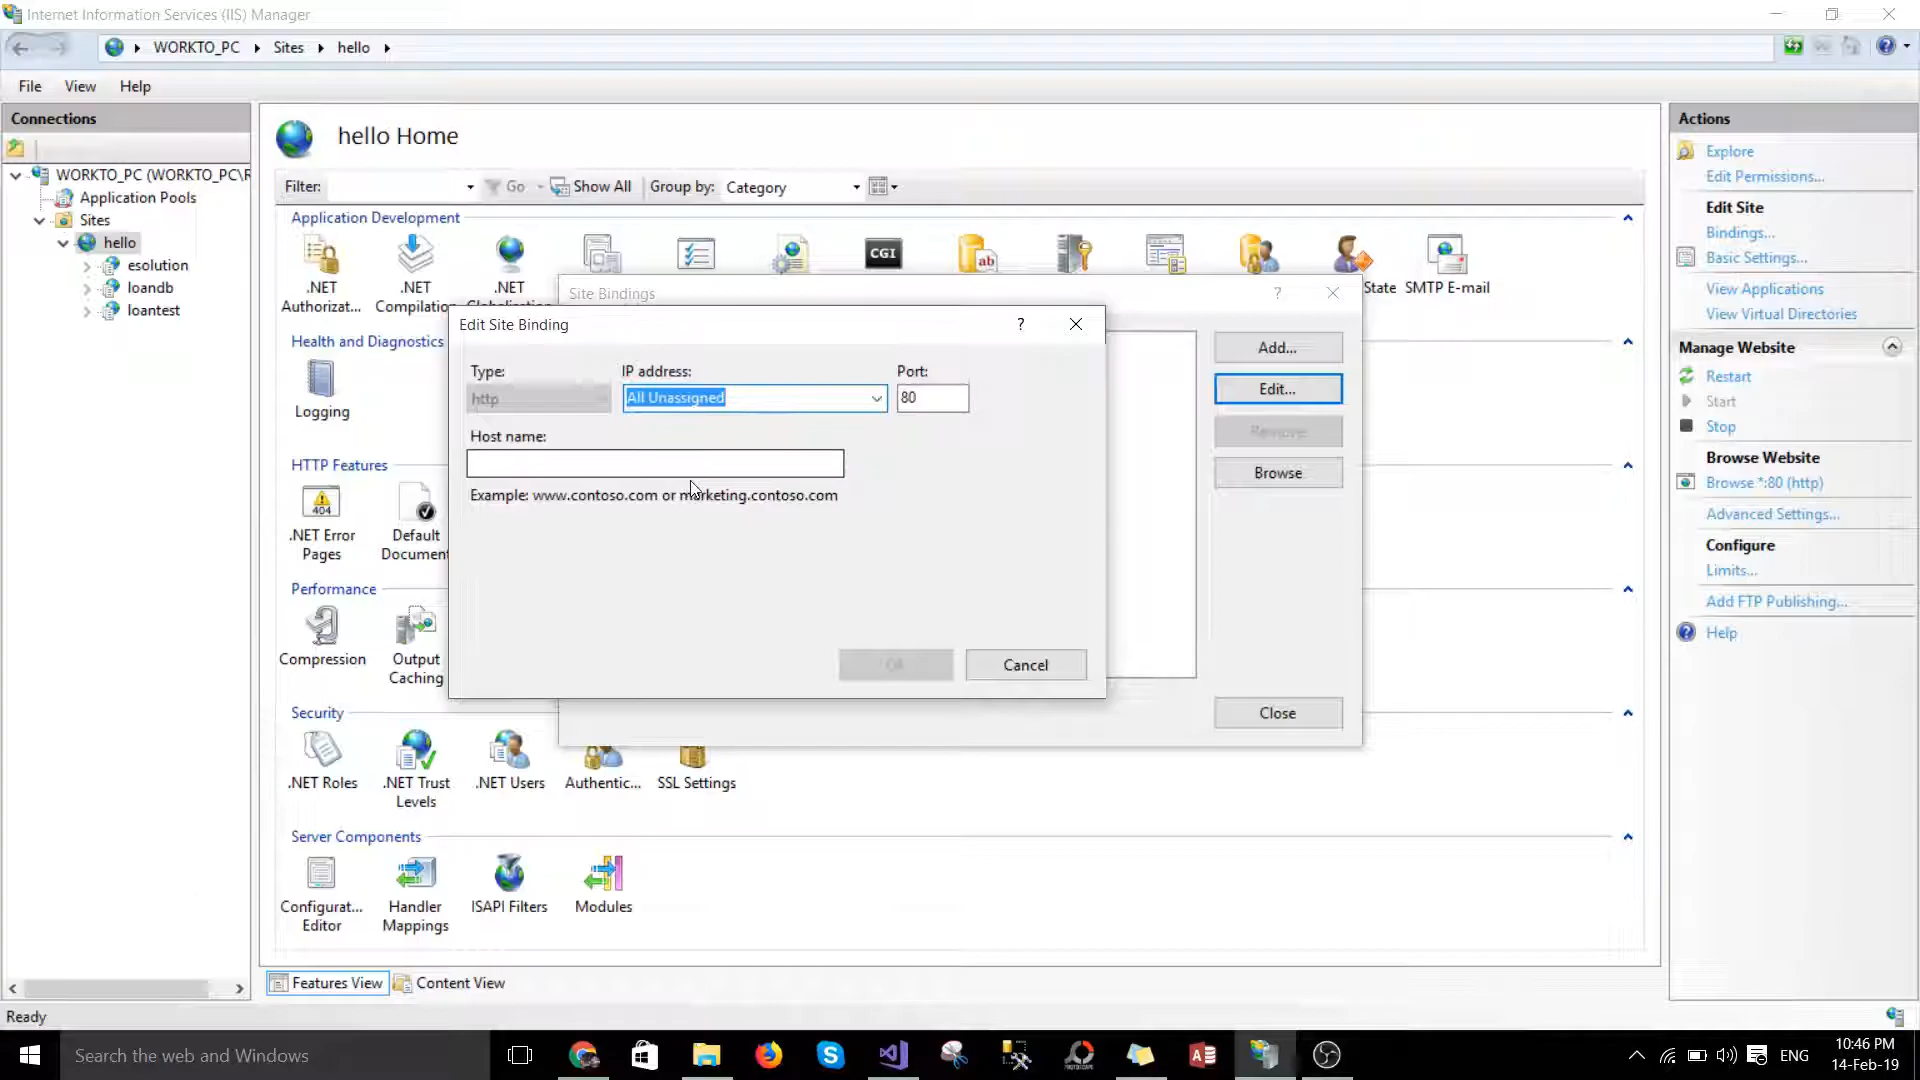 Internet Information Services (IIS) Manager
WORKTO_PC Sites hello
File View Help
Connections
WORKTO_PC (WORKTO_PC\R
Application Pools
Sites
hello
esolution
loandb
loantest
hello Home
Filter: Go Show All Group by: Category
Application Development
.NET Authorizat...
.NET Compilation
.NET
CGI
ab
State
SMTP E-mail
Health and Diagnostics
Logging
HTTP Features
404
.NET Error Pages
Default Document
Performance
Compression
Output Caching
Security
.NET Roles
.NET Trust Levels
.NET Users
Authentic...
SSL Settings
Server Components
Configurat... Editor
Handler Mappings
ISAPI Filters
Modules
Features View Content View
Ready
Site Bindings
?
Add...
Edit...
Remove
Browse
Close
Edit Site Binding
?
Type: IP address: Port:
http All Unassigned 80
Host name:
Example: www.contoso.com or marketing.contoso.com
OK Cancel
Actions
Explore
Edit Permissions...
Edit Site
Bindings...
Basic Settings...
View Applications
View Virtual Directories
Manage Website
Restart
Start
Stop
Browse Website
Browse *:80 (http)
Advanced Settings...
Configure
Limits...
Add FTP Publishing...
Help
Search the web and Windows
ENG
10:46 PM
14-Feb-19